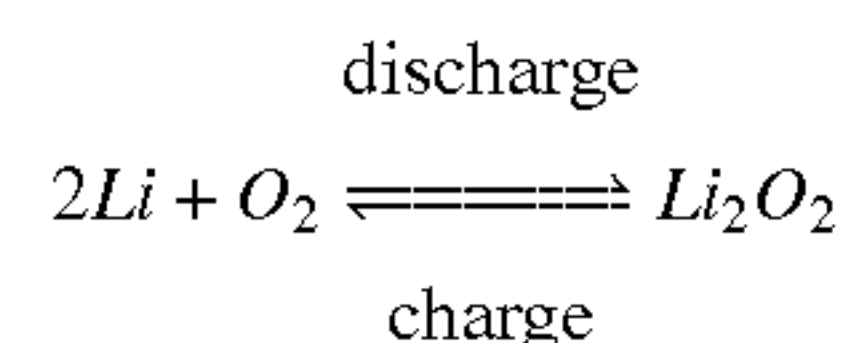 discharge
2Li + O₂ ⇌ Li₂O₂
charge